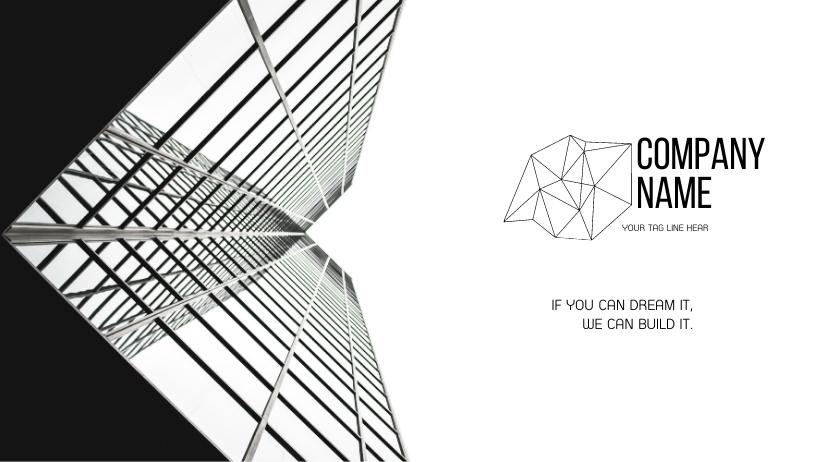 COMPANY
NAME
YOUR TAG LINE HEAR
IF YOU CAN DREAM IT,
WE CAN BUILD IT.